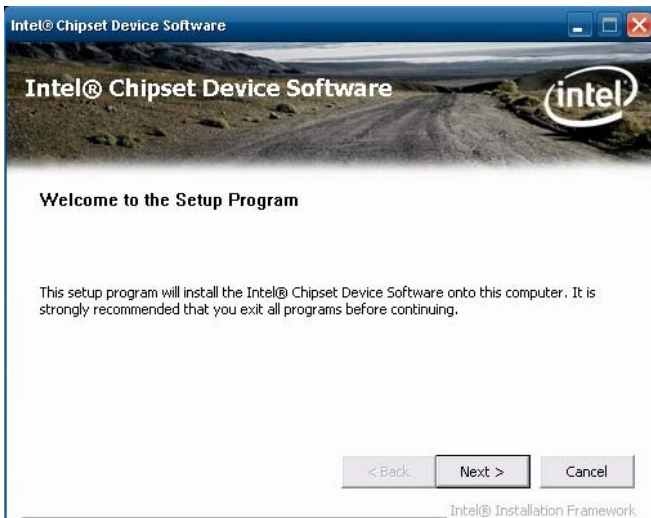 Intel® Chipset Device Software
Intel® Chipset Device Software
intel
Welcome to the Setup Program
This setup program will install the Intel® Chipset Device Software onto this computer. It is
strongly recommended that you exit all programs before continuing.
< Back Next > Cancel
Intel® Installation Framework